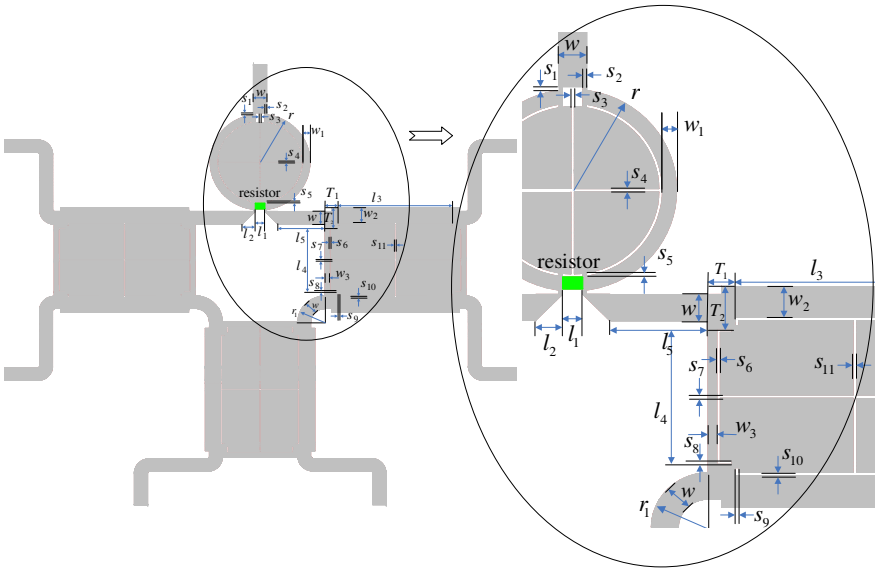 w
s1
s2
s3
r
w1
s4
resistor
s5
T1
l3
w
T2
w2
l2
l1
l5
s7
s6
s11
l4
w3
s8
s10
w
r1
s9
w
s1
s2
s3
r
w1
s4
resistor
s5
T1
l3
w
T2
w2
l2
l1
l5
s7
s6
s11
l4
w3
s8
s10
w
r1
s9